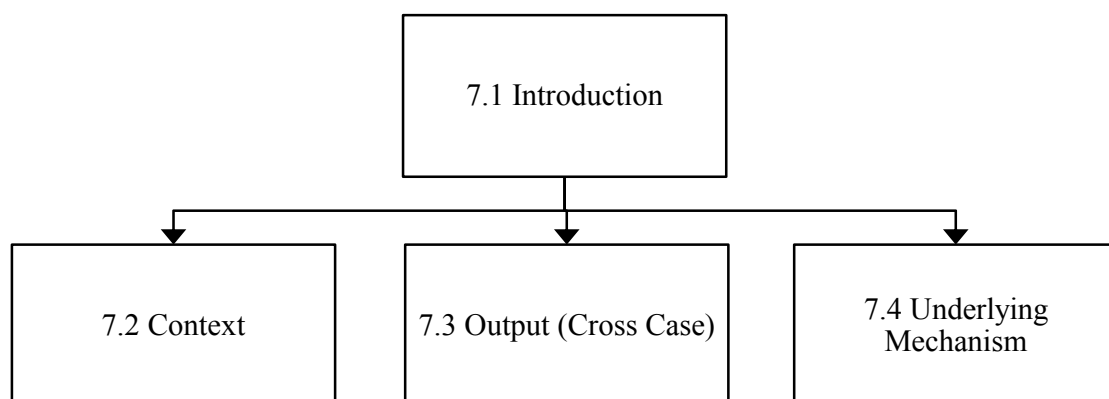 7.1 Introduction
7.2 Context
7.3 Output (Cross Case)
7.4 Underlying
Mechanism